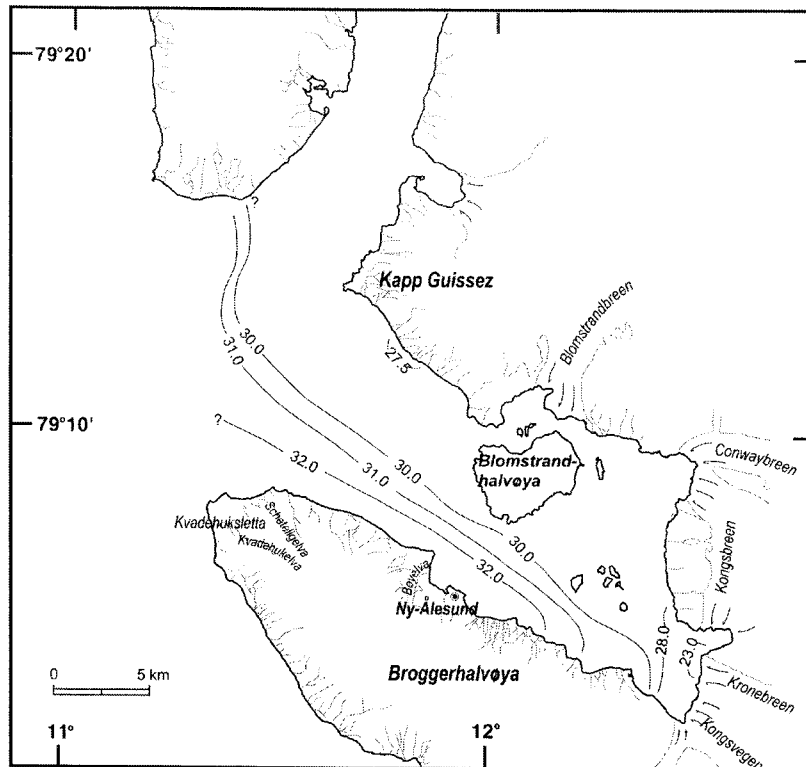 79°20'
?
Kapp Guissez
30.0
31.0
27.5
Blomstrandbreen
79°10'
?
32.0
31.0
30.0
Conwaybreen
Blomstrand-
halvøya
Kvadehuksletta
Kvadehukelva
30.0
32.0
Kongsbreen
Bayelva
Ny-Ålesund
28.0
23.0
0 5 km
Broggerhalvøya
Kronebreen
Kongsvegen
11°
12°